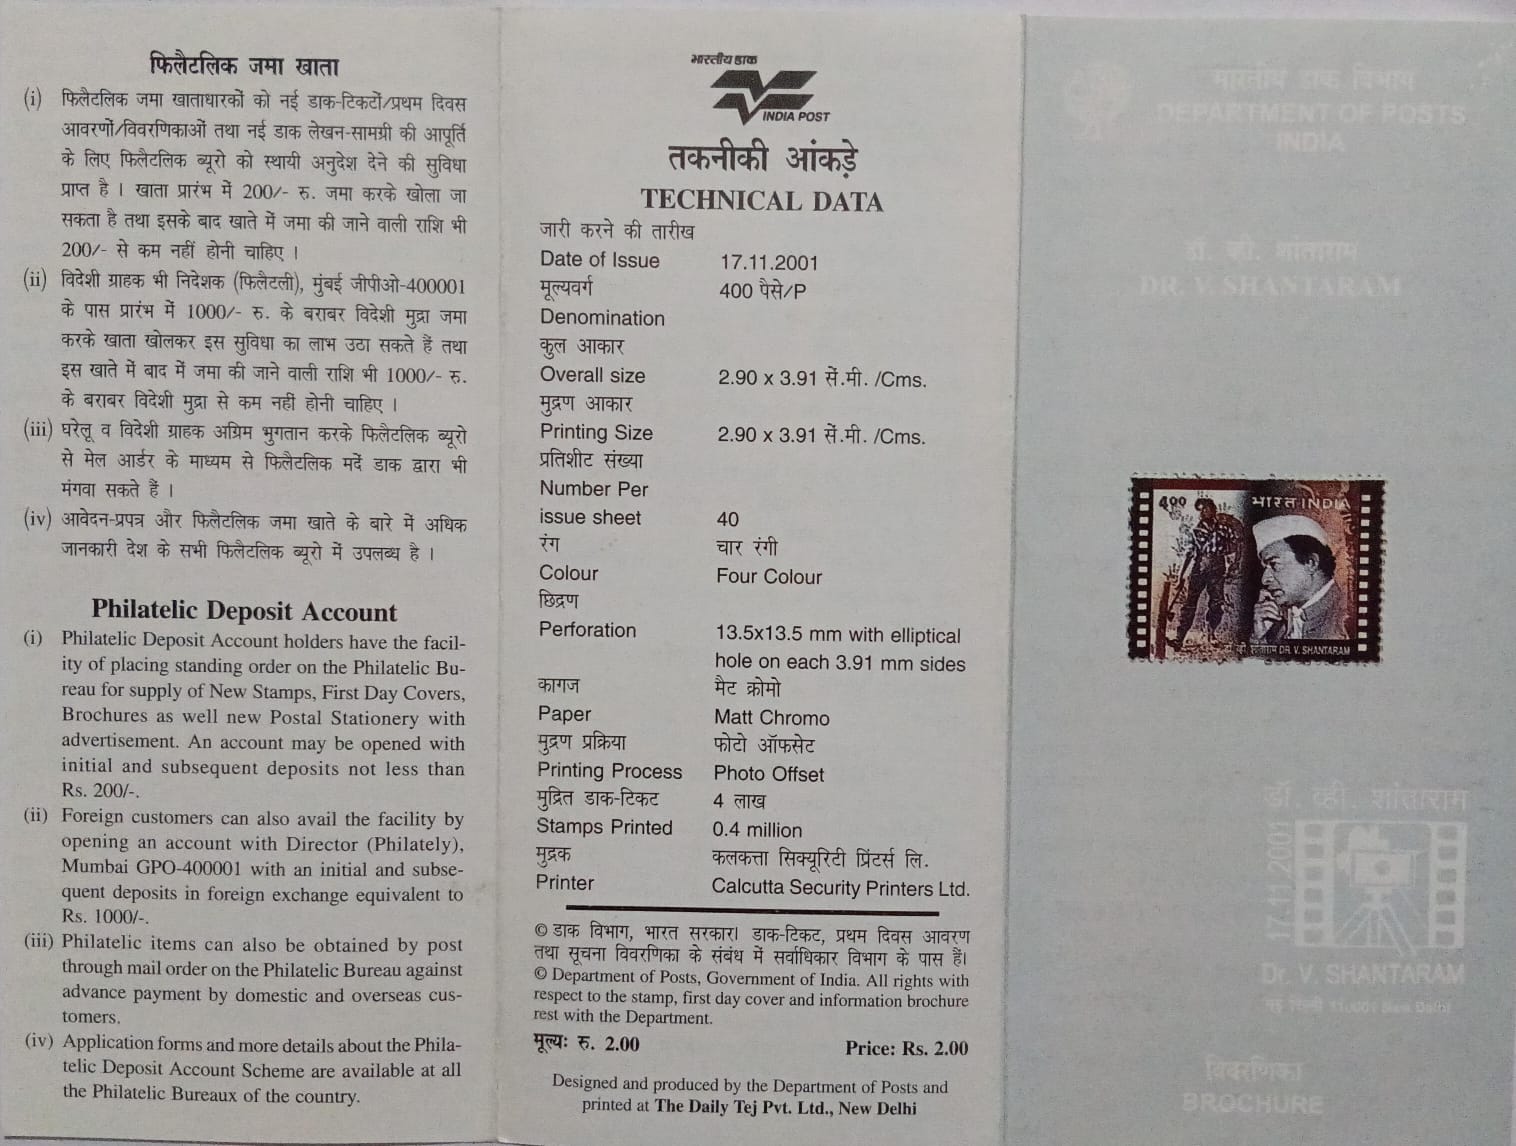 फिलैटलिक जमा खाता
(i) फिलैटलिक जमा खाताधारकों को नई डाक-टिकटों/प्रथम दिवस
आवरणों/विवरणिकाओं तथा नई डाक लेखन-सामग्री की आपूर्ति
के लिए फिलैटलिक ब्यूरो को स्थायी अनुदेश देने की सुविधा
प्राप्त है । खाता प्रारंभ में 200/- रु. जमा करके खोला जा
सकता है तथा इसके बाद खाते में जमा की जाने वाली राशि भी
200/- से कम नहीं होनी चाहिए ।
(ii) विदेशी ग्राहक भी निदेशक (फिलैटली), मुंबई जीपीओ-400001
के पास प्रारंभ में 1000/- रु. के बराबर विदेशी मुद्रा जमा
करके खाता खोलकर इस सुविधा का लाभ उठा सकते हैं तथा
इस खाते में बाद में जमा की जाने वाली राशि भी 1000/- रु.
के बराबर विदेशी मुद्रा से कम नहीं होनी चाहिए ।
(iii) घरेलू व विदेशी ग्राहक अग्रिम भुगतान करके फिलैटलिक ब्यूरो
से मेल आर्डर के माध्यम से फिलैटलिक मदें डाक द्वारा भी
मंगवा सकते हैं ।
(iv) आवेदन-प्रपत्र और फिलैटलिक जमा खाते के बारे में अधिक
जानकारी देश के सभी फिलैटलिक ब्यूरो में उपलब्ध है ।
Philatelic Deposit Account
(i) Philatelic Deposit Account holders have the facil-
ity of placing standing order on the Philatelic Bu-
reau for supply of New Stamps, First Day Covers,
Brochures as well new Postal Stationery with
advertisement. An account may be opened with
initial and subsequent deposits not less than
Rs. 200/-.
(ii) Foreign customers can also avail the facility by
opening an account with Director (Philately),
Mumbai GPO-400001 with an initial and subse-
quent deposits in foreign exchange equivalent to
Rs. 1000/-.
(iii) Philatelic items can also be obtained by post
through mail order on the Philatelic Bureau against
advance payment by domestic and overseas cus-
tomers.
(iv) Application forms and more details about the Phila-
telic Deposit Account Scheme are available at all
the Philatelic Bureaux of the country.
भारतीय डाक
INDIA POST
तकनीकी आंकड़े
TECHNICAL DATA
जारी करने की तारीख
Date of Issue 17.11.2001
मूल्यवर्ग 400 पैसे/P
Denomination
कुल आकार
Overall size 2.90 x 3.91 सें.मी. /Cms.
मुद्रण आकार
Printing Size 2.90 x 3.91 सें.मी. /Cms.
प्रतिशीट संख्या
Number Per
issue sheet 40
रंग चार रंगी
Colour Four Colour
छिद्रण
Perforation 13.5x13.5 mm with elliptical
hole on each 3.91 mm sides
कागज मैट क्रोमो
Paper Matt Chromo
मुद्रण प्रक्रिया फोटो ऑफसेट
Printing Process Photo Offset
मुद्रित डाक-टिकट 4 लाख
Stamps Printed 0.4 million
मुद्रक कलकत्ता सिक्यूरिटी प्रिंटर्स लि.
Printer Calcutta Security Printers Ltd.
© डाक विभाग, भारत सरकार। डाक-टिकट, प्रथम दिवस आवरण
तथा सूचना विवरणिका के संबंध में सर्वाधिकार विभाग के पास हैं।
© Department of Posts, Government of India. All rights with
respect to the stamp, first day cover and information brochure
rest with the Department.
मूल्यः रु. 2.00 Price: Rs. 2.00
Designed and produced by the Department of Posts and
printed at The Daily Tej Pvt. Ltd., New Delhi
भारतीय डाक विभाग
DEPARTMENT OF POSTS
INDIA
डॉ. व्ही. शांताराम
DR. V. SHANTARAM
400 भारत INDIA
डॉ. व्ही. शांताराम DR. V. SHANTARAM
डॉ. व्ही. शांताराम
17.11.2001
Dr. V. SHANTARAM
नई दिल्ली 110001 New Delhi
विवरणिका
BROCHURE